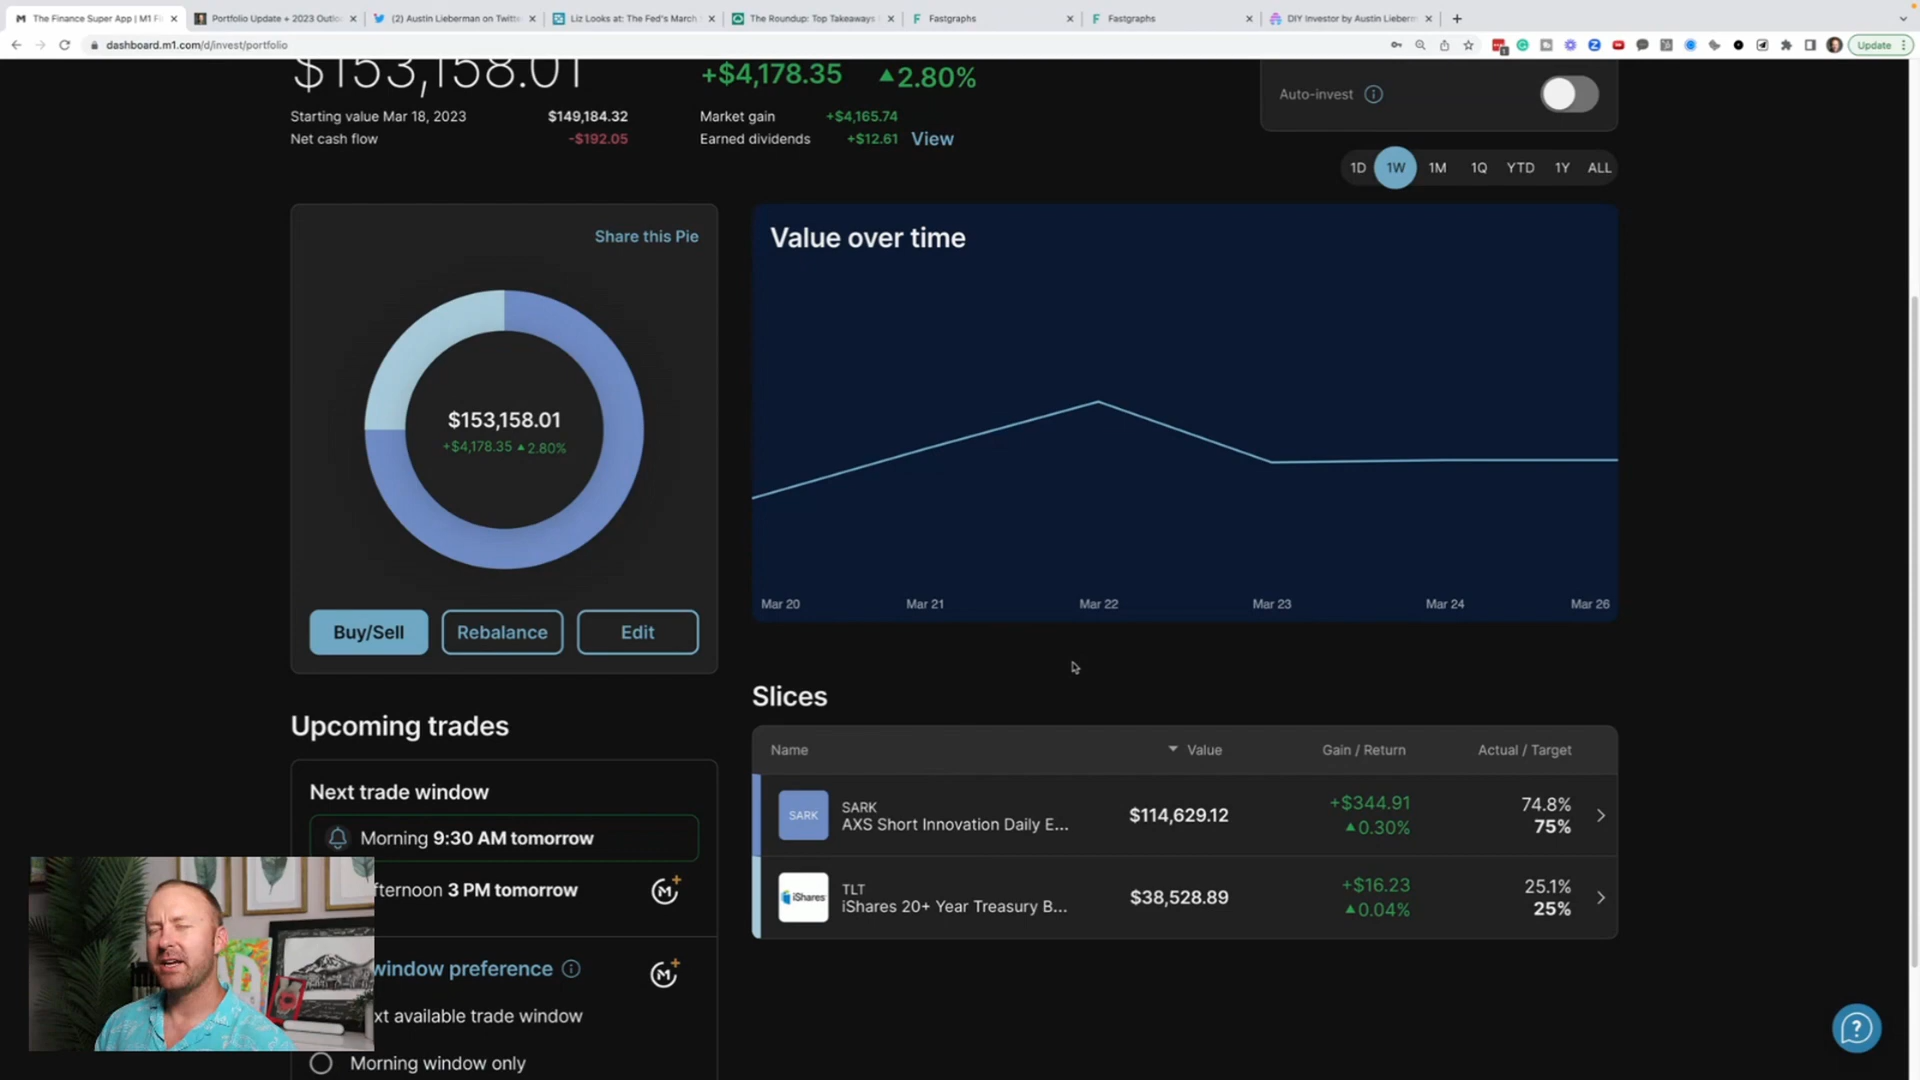 The Finance Super App | M1 Fi
Portfolio Update + 2023 Outlo
(2) Austin Lieberman on Twitte
Liz Looks at: The Fed's March
The Roundup: Top Takeaways
Fastgraphs
Fastgraphs
DIY Investor by Austin Lieberm
dashboard.m1.com/d/invest/portfolio
Update
$153,158.01
+$4,178.35 ▲2.80%
Starting value Mar 18, 2023 $149,184.32
Net cash flow -$192.05
Market gain +$4,165.74
Earned dividends +$12.61 View
Auto-invest
1D 1W 1M 1Q YTD 1Y ALL
Share this Pie
$153,158.01
+$4,178.35 ▲2.80%
Buy/Sell Rebalance Edit
Value over time
Mar 20 Mar 21 Mar 22 Mar 23 Mar 24 Mar 26
Upcoming trades
Next trade window
Morning 9:30 AM tomorrow
fternoon 3 PM tomorrow
window preference
xt available trade window
Morning window only
Slices
Name Value Gain / Return Actual / Target
SARK
SARK
AXS Short Innovation Daily E...
$114,629.12
+$344.91
▲0.30%
74.8%
75%
iShares
TLT
iShares 20+ Year Treasury B...
$38,528.89
+$16.23
▲0.04%
25.1%
25%